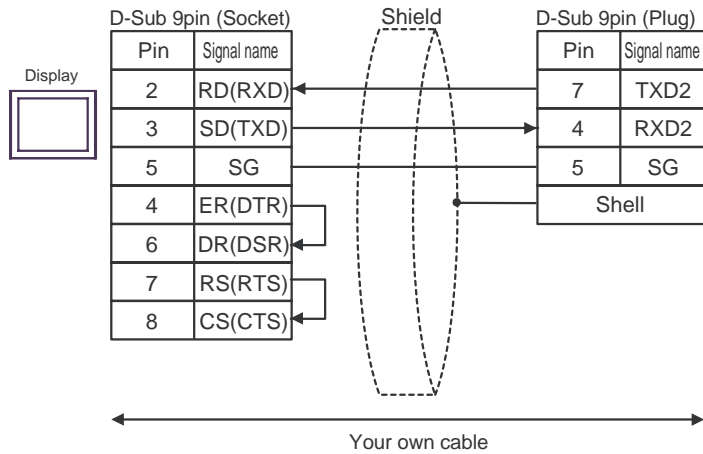 D-Sub 9pin (Socket) Shield D-Sub 9pin (Plug)
Pin Signal name Pin Signal name
Display
2 RD(RXD) 7 TXD2
3 SD(TXD) 4 RXD2
5 SG 5 SG
4 ER(DTR) Shell
6 DR(DSR)
7 RS(RTS)
8 CS(CTS)
Your own cable